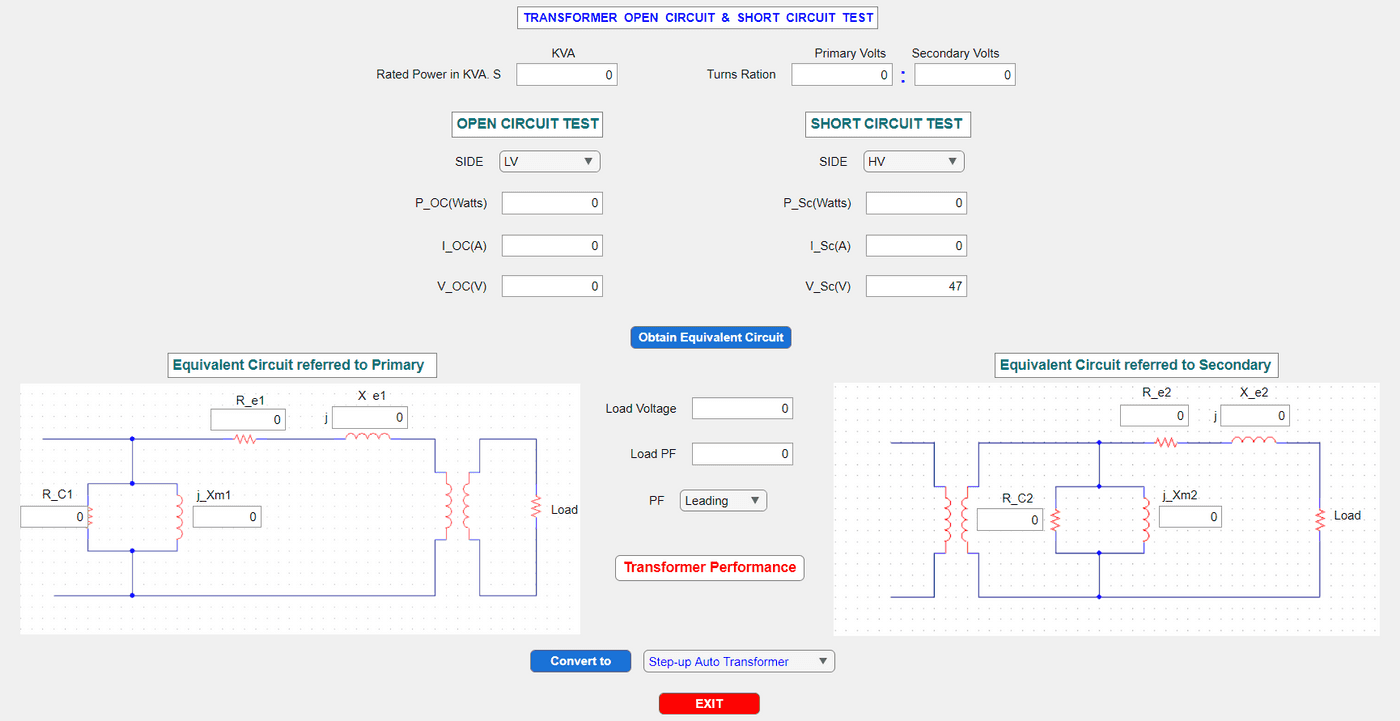 TRANSFORMER OPEN CIRCUIT & SHORT CIRCUIT TEST
KVA
Primary Volts Secondary Volts
Rated Power in KVA. S 0
Turns Ration 0 : 0
OPEN CIRCUIT TEST
SHORT CIRCUIT TEST
SIDE LV
SIDE HV
P_OC(Watts) 0
P_Sc(Watts) 0
I_OC(A) 0
I_Sc(A) 0
V_OC(V) 0
V_Sc(V) 47
Obtain Equivalent Circuit
Equivalent Circuit referred to Primary
Equivalent Circuit referred to Secondary
R_e1
0
X e1
j 0
R_C1
0
j_Xm1
0
Load
Load Voltage 0
Load PF 0
PF Leading
Transformer Performance
R_e2
0
X_e2
j 0
R_C2
0
j_Xm2
0
Load
Convert to Step-up Auto Transformer
EXIT